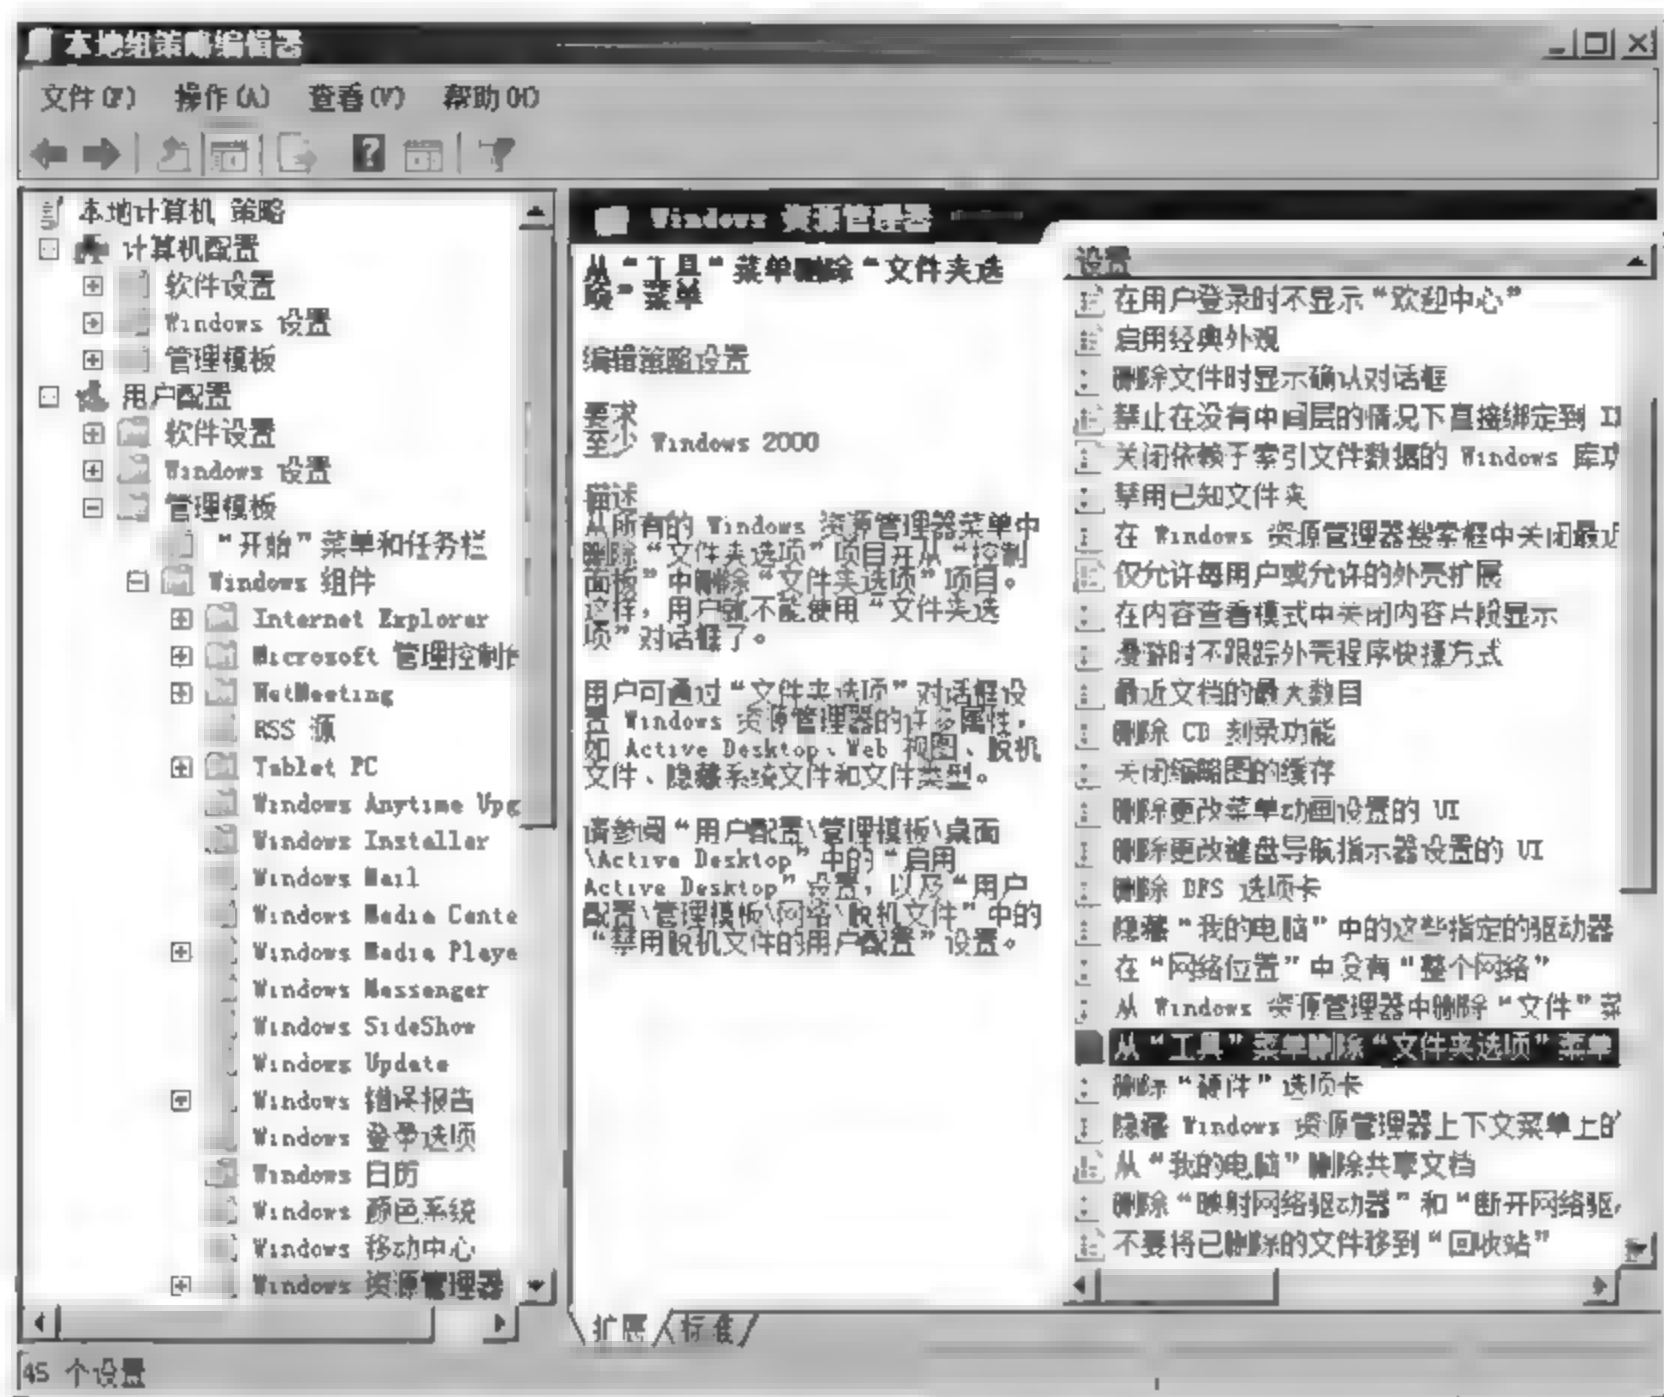 本地组策略编辑器
文件(F) 操作(A) 查看(V) 帮助(H)
本地计算机 策略
计算机配置
软件设置
Windows 设置
管理模板
用户配置
软件设置
Windows 设置
管理模板
“开始”菜单和任务栏
Windows 组件
Internet Explorer
Microsoft 管理控制台
NetMeeting
RSS 源
Tablet PC
Windows Anytime Upg
Windows Installer
Windows Mail
Windows Media Cente
Windows Media Playe
Windows Messenger
Windows SideShow
Windows Update
Windows 错误报告
Windows 登录选项
Windows 日历
Windows 颜色系统
Windows 移动中心
Windows 资源管理器
Windows 资源管理器
从“工具”菜单删除“文件夹选
项”菜单
编辑策略设置
要求
至少 Windows 2000
描述
从所有的 Windows 资源管理器菜单中
删除“文件夹选项”项目并从“控制
面板”中删除“文件夹选项”项目。
这样，用户就不能使用“文件夹选
项”对话框了。
用户可通过“文件夹选项”对话框设
置 Windows 资源管理器的许多属性，
如 Active Desktop、Web 视图、脱机
文件、隐藏系统文件和文件类型。
请参阅“用户配置\管理模板\桌面
\Active Desktop”中的“启用
Active Desktop”设置，以及“用户
配置\管理模板\网络\脱机文件”中的
“禁用脱机文件的用户配置”设置。
设置
在用户登录时不显示“欢迎中心”
启用经典外观
删除文件时显示确认对话框
禁止在没有中间层的情况下直接绑定到
关闭依赖于索引文件数据的 Windows 库功
禁用已知文件夹
在 Windows 资源管理器搜索框中关闭最近
仅允许每用户或允许的外壳扩展
在内容查看模式中关闭内容片段显示
漫游时不跟踪外壳程序快捷方式
最近文档的最大数目
删除 CD 刻录功能
关闭缩略图的缓存
删除更改菜单动画设置的 UI
删除更改键盘导航指示器设置的 UI
删除 DFS 选项卡
隐藏“我的电脑”中的这些指定的驱动器
在“网络位置”中没有“整个网络”
从 Windows 资源管理器中删除“文件”菜
从“工具”菜单删除“文件夹选项”菜单
删除“硬件”选项卡
隐藏 Windows 资源管理器上下文菜单上的
从“我的电脑”删除共享文档
删除“映射网络驱动器”和“断开网络驱
不要将已删除的文件移到“回收站”
扩展 标准
45 个设置